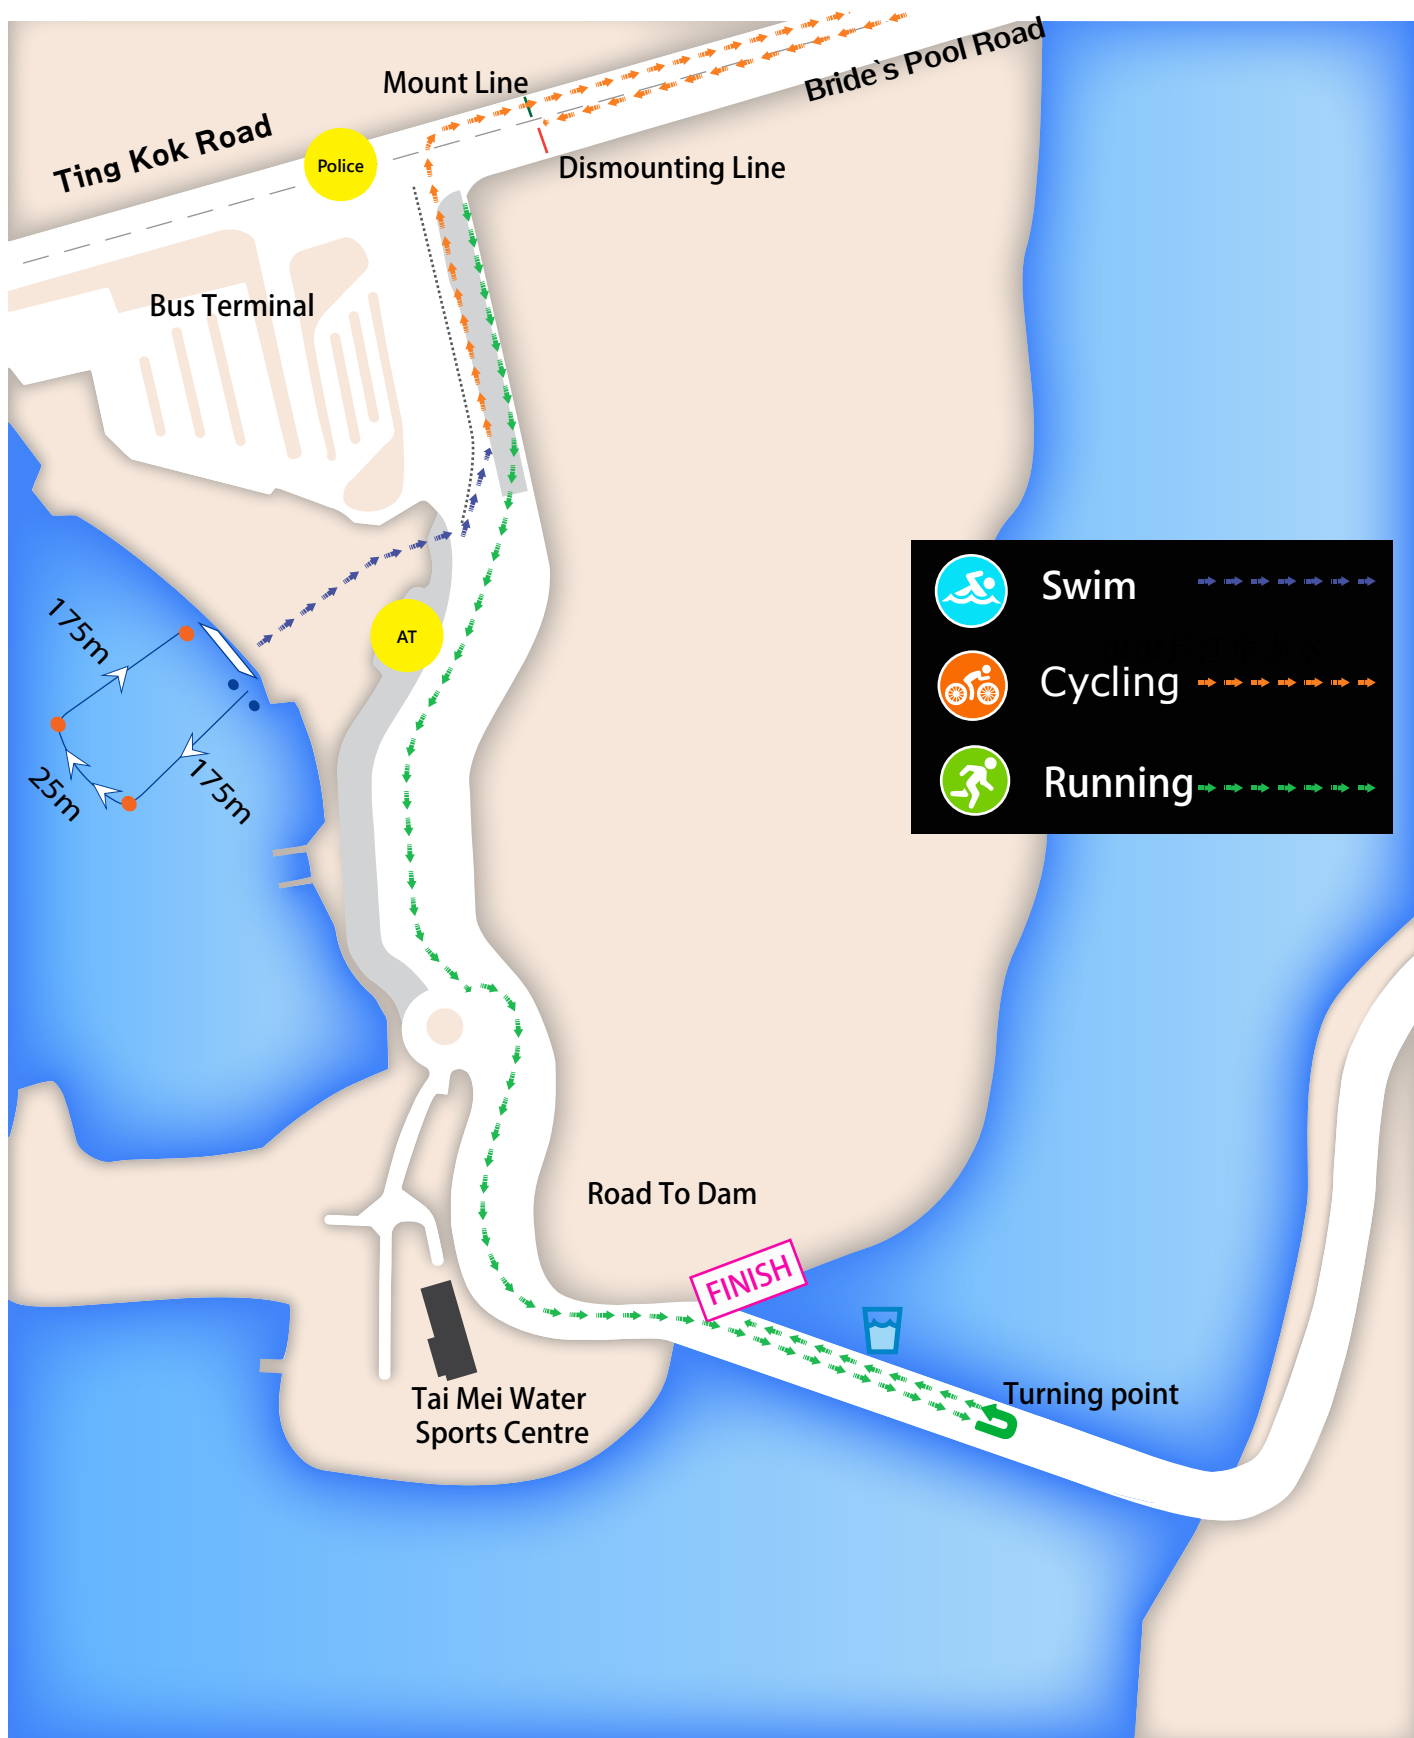 Bride`s Pool Road
Mount Line
Ting Kok Road
Police
Dismounting Line
Bus Terminal
Swim
175m
AT
Cycling
25m
175m
Running
Road To Dam
FINISH
Turning point
Tai Mei Water
Sports Centre